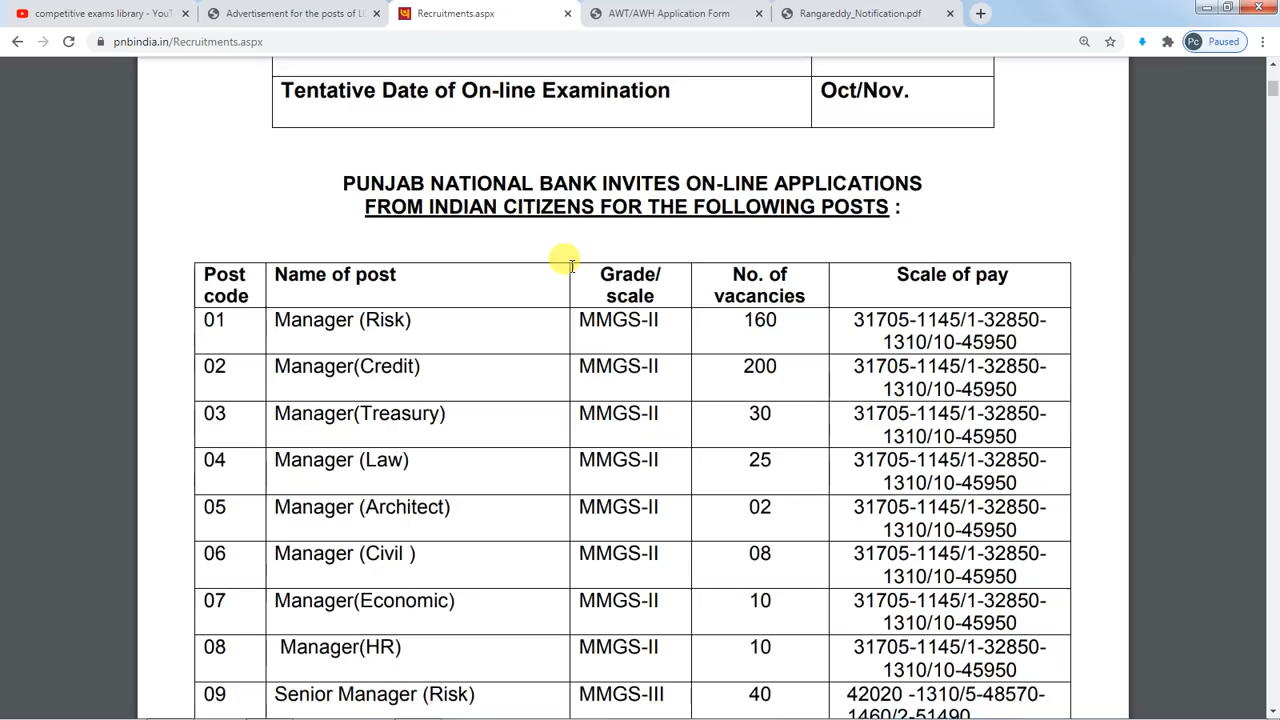 competitive exams library - YouT
Advertisement for the posts of LE
Recruitments.aspx
AWT/AWH Application Form
Rangareddy_Notification.pdf
pnbindia.in/Recruitments.aspx
Pc Paused
Tentative Date of On-line Examination Oct/Nov.
PUNJAB NATIONAL BANK INVITES ON-LINE APPLICATIONS
FROM INDIAN CITIZENS FOR THE FOLLOWING POSTS :
Post code Name of post Grade/ scale No. of vacancies Scale of pay
01 Manager (Risk) MMGS-II 160 31705-1145/1-32850-
1310/10-45950
02 Manager(Credit) MMGS-II 200 31705-1145/1-32850-
1310/10-45950
03 Manager(Treasury) MMGS-II 30 31705-1145/1-32850-
1310/10-45950
04 Manager (Law) MMGS-II 25 31705-1145/1-32850-
1310/10-45950
05 Manager (Architect) MMGS-II 02 31705-1145/1-32850-
1310/10-45950
06 Manager (Civil ) MMGS-II 08 31705-1145/1-32850-
1310/10-45950
07 Manager(Economic) MMGS-II 10 31705-1145/1-32850-
1310/10-45950
08 Manager(HR) MMGS-II 10 31705-1145/1-32850-
1310/10-45950
09 Senior Manager (Risk) MMGS-III 40 42020 -1310/5-48570-
1460/2-51490